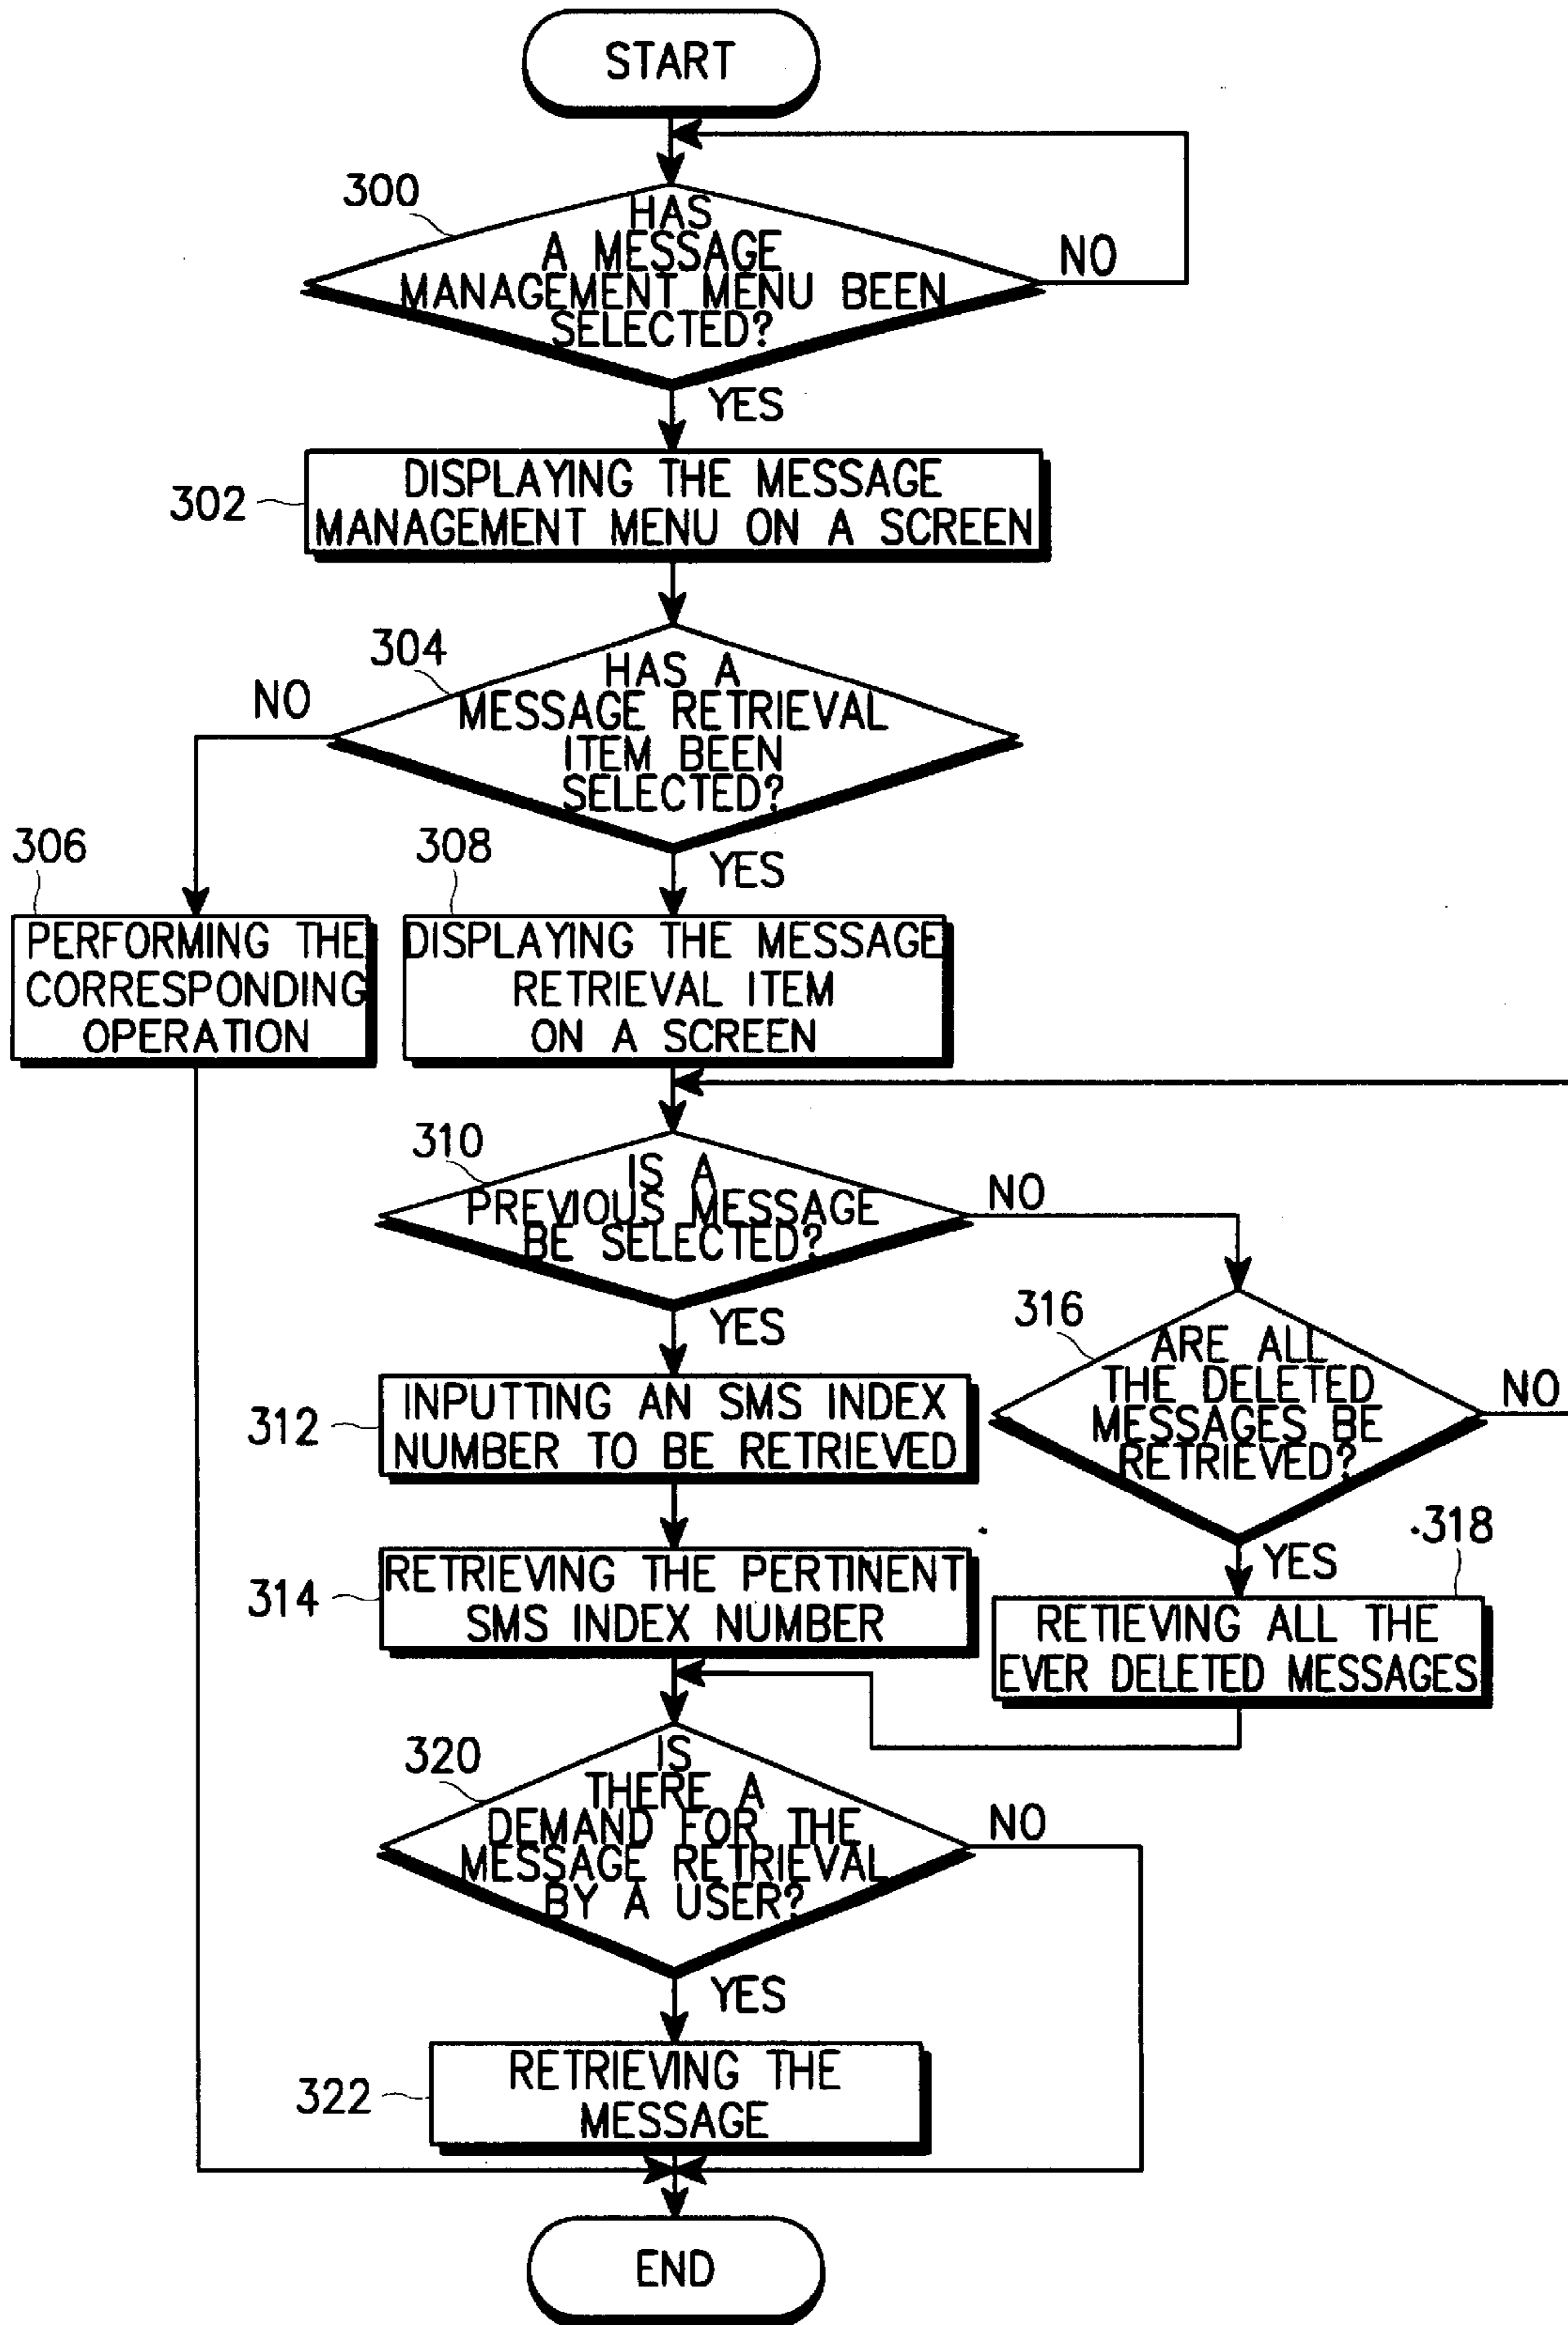 START
300
HAS
A MESSAGE
MANAGEMENT MENU BEEN
SELECTED?
NO
YES
302
DISPLAYING THE MESSAGE
MANAGEMENT MENU ON A SCREEN
304
HAS A
MESSAGE RETRIEVAL
ITEM BEEN
SELECTED?
NO
YES
306
PERFORMING THE
CORRESPONDING
OPERATION
308
DISPLAYING THE MESSAGE
RETRIEVAL ITEM
ON A SCREEN
310
IS A
PREVIOUS MESSAGE
BE SELECTED?
NO
YES
312
INPUTTING AN SMS INDEX
NUMBER TO BE RETRIEVED
316
ARE ALL
THE DELETED
MESSAGES BE
RETRIEVED?
NO
YES
314
RETRIEVING THE PERTINENT
SMS INDEX NUMBER
318
RETIEVING ALL THE
EVER DELETED MESSAGES
320
IS
THERE A
DEMAND FOR THE
MESSAGE RETRIEVAL
BY A USER?
NO
YES
322
RETRIEVING THE
MESSAGE
END